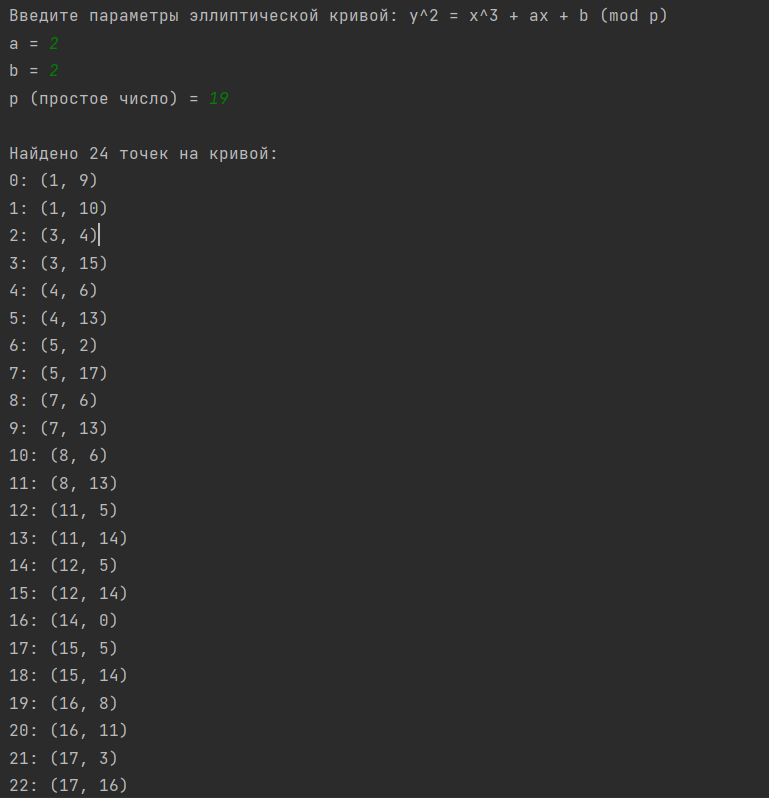 Введите параметры эллиптической кривой: y^2 = x^3 + ax + b (mod p)
a = 2
b = 2
p (простое число) = 19
Найдено 24 точек на кривой:
0: (1, 9)
1: (1, 10)
2: (3, 4)
3: (3, 15)
4: (4, 6)
5: (4, 13)
6: (5, 2)
7: (5, 17)
8: (7, 6)
9: (7, 13)
10: (8, 6)
11: (8, 13)
12: (11, 5)
13: (11, 14)
14: (12, 5)
15: (12, 14)
16: (14, 0)
17: (15, 5)
18: (15, 14)
19: (16, 8)
20: (16, 11)
21: (17, 3)
22: (17, 16)